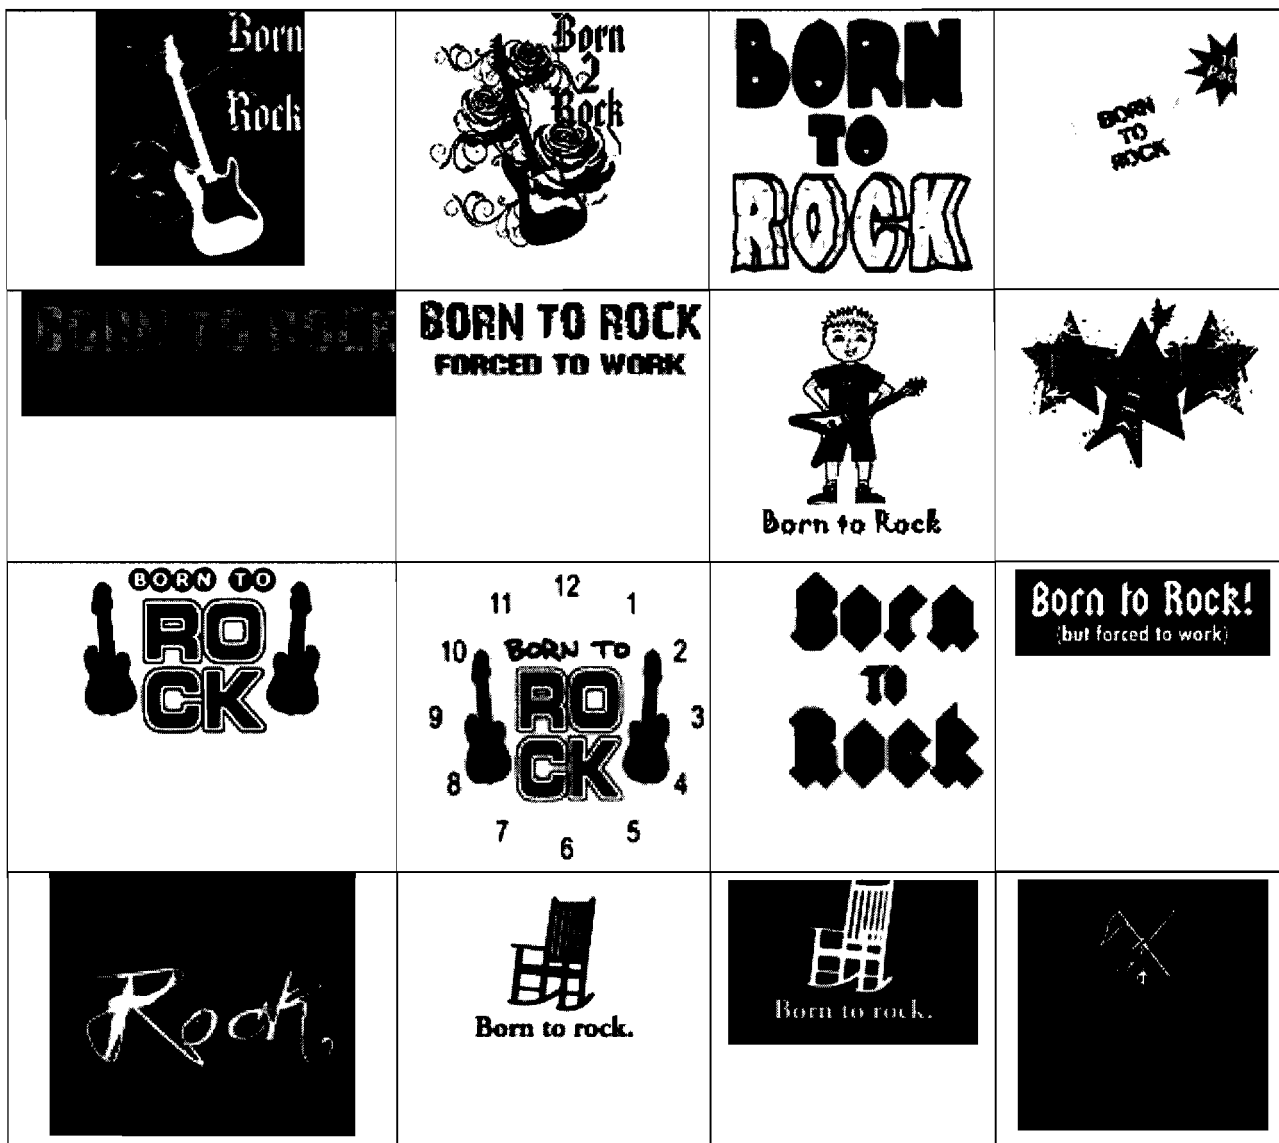 Born
Rock
Born
2
Rock
BORN
TO
ROCK
BORN
TO
ROCK
BORN TO ROCK
BORN TO ROCK
FORCED TO WORK
Born to Rock
BORN TO
RO
CK
12
11
1
10
BORN TO
2
RO
9
3
CK
8
4
7
5
6
Born
TO
Rock
Born to Rock!
(but forced to work)
Rock.
Born to rock.
Born to rock.